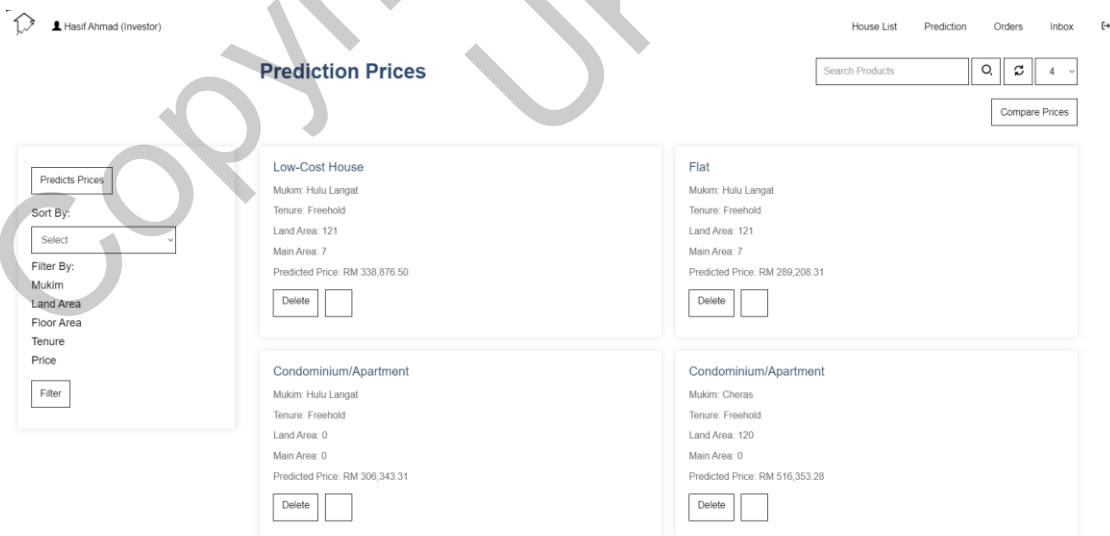 Hasif Ahmad (Investor)
House List
Prediction
Orders
Inbox
Prediction Prices
Search Products
4
Compare Prices
Predicts Prices
Sort By:
Select
Filter By:
Mukim
Land Area
Floor Area
Tenure
Price
Filter
Low-Cost House
Mukim: Hulu Langat
Tenure: Freehold
Land Area: 121
Main Area: 7
Predicted Price: RM 338,876.50
Delete
Flat
Mukim: Hulu Langat
Tenure: Freehold
Land Area: 121
Main Area: 7
Predicted Price: RM 289,208.31
Delete
Condominium/Apartment
Mukim: Hulu Langat
Tenure: Freehold
Land Area: 0
Main Area: 0
Predicted Price: RM 306,343.31
Delete
Condominium/Apartment
Mukim: Cheras
Tenure: Freehold
Land Area: 120
Main Area: 0
Predicted Price: RM 516,353.28
Delete